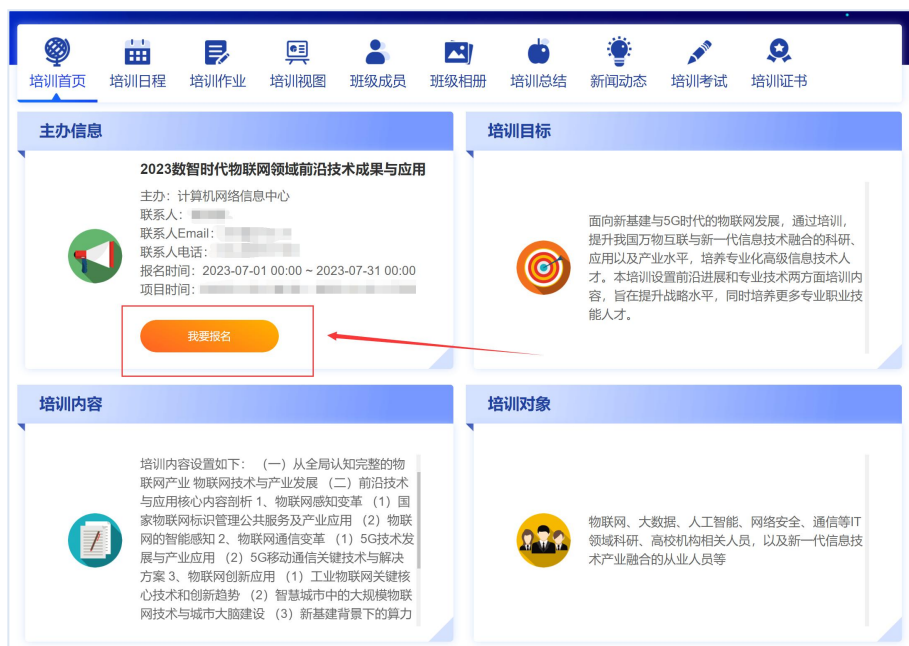 培训首页 培训日程 培训作业 培训视图 班级成员 班级相册 培训总结 新闻动态 培训考试 培训证书
主办信息
2023数智时代物联网领域前沿技术成果与应用
主办：计算机网络信息中心
联系人：
联系人Email：
联系人电话：
报名时间：2023-07-01 00:00 ~ 2023-07-31 00:00
项目时间：
我要报名
培训目标
面向新基建与5G时代的物联网发展，通过培训，
提升我国万物互联与新一代信息技术融合的科研、
应用以及产业水平，培养专业化高级信息技术人
才。本培训设置前沿进展和专业技术两方面培训内
容，旨在提升战略水平，同时培养更多专业职业技
能人才。
培训内容
培训内容设置如下： （一）从全局认知完整的物
联网产业 物联网技术与产业发展 （二）前沿技术
与应用核心内容剖析 1、物联网感知变革 （1）国
家物联网标识管理公共服务及产业应用 （2）物联
网的智能感知 2、物联网通信变革 （1）5G技术发
展与产业应用 （2）5G移动通信关键技术与解决
方案 3、物联网创新应用 （1）工业物联网关键核
心技术和创新趋势 （2）智慧城市中的大规模物联
网技术与城市大脑建设 （3）新基建背景下的算力
培训对象
物联网、大数据、人工智能、网络安全、通信等IT
领域科研、高校机构相关人员，以及新一代信息技
术产业融合的从业人员等